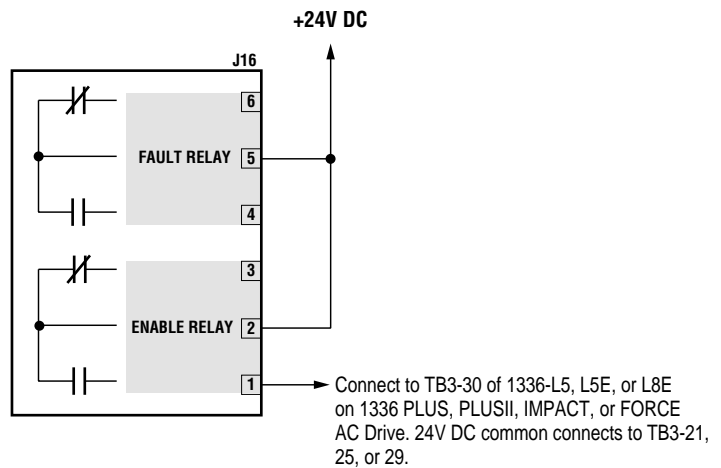 +24V DC
J16
6
FAULT RELAY 5
4
3
ENABLE RELAY 2
1
Connect to TB3-30 of 1336-L5, L5E, or L8E
on 1336 PLUS, PLUSII, IMPACT, or FORCE
AC Drive. 24V DC common connects to TB3-21,
25, or 29.